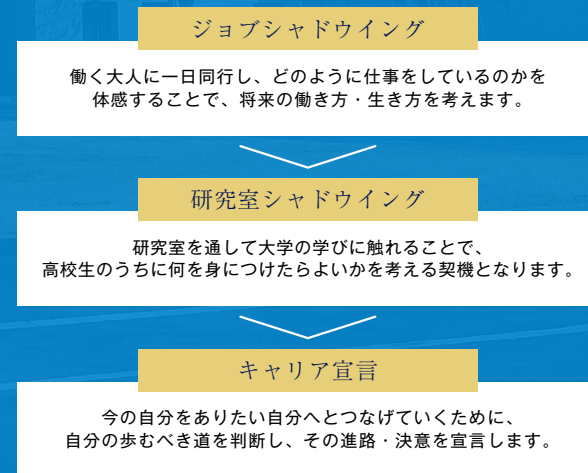 ジョブシャドウイング
働く大人に一日同行し、どのように仕事をしているのかを
体感することで、将来の働き方・生き方を考えます。
研究室シャドウイング
研究室を通して大学の学びに触れることで、
高校生のうちに何を身につけたらよいかを考える契機となります。
キャリア宣言
今の自分をありたい自分へとつなげていくために、
自分の歩むべき道を判断し、その進路・決意を宣言します。